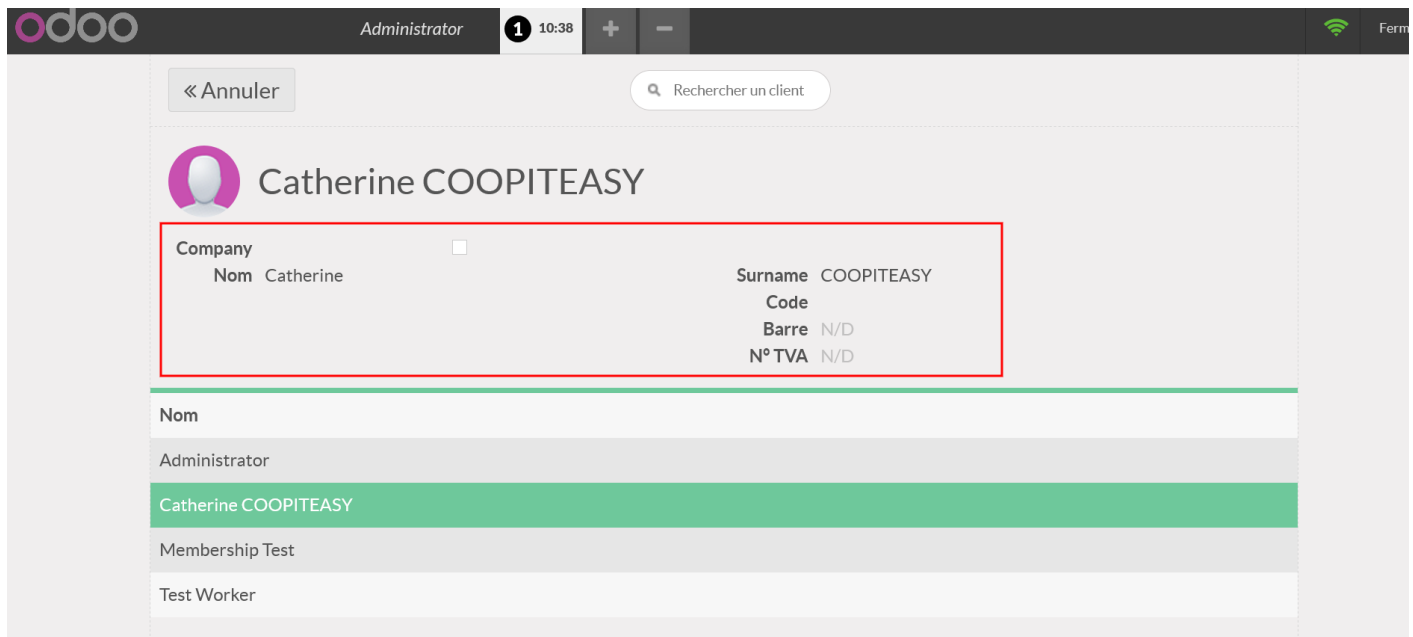 odoo Administrator 1 10:38 + − Ferm
« Annuler Rechercher un client
Catherine COOPITEASY
Company
Nom Catherine Surname COOPITEASY
Code
Barre N/D
Nº TVA N/D
Nom
Administrator
Catherine COOPITEASY
Membership Test
Test Worker